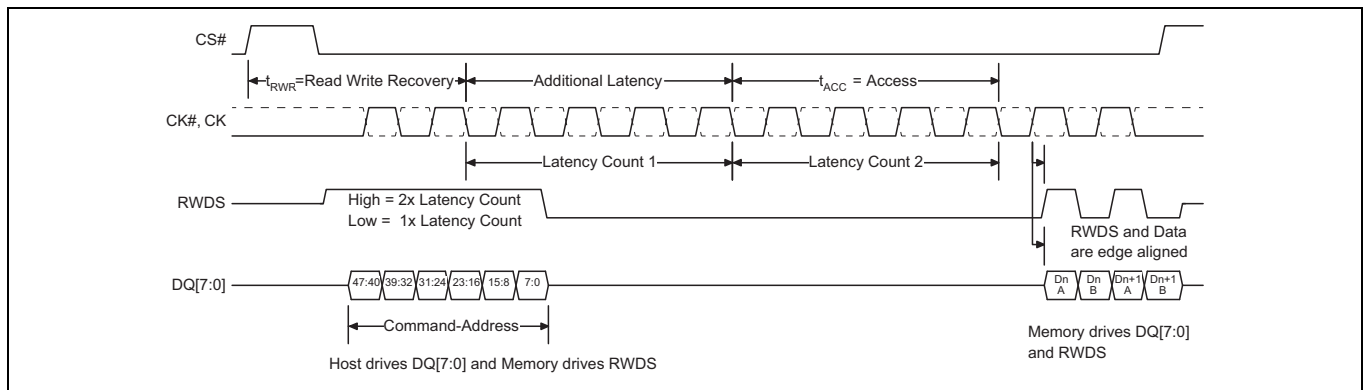 CS#
tRWR=Read Write Recovery
Additional Latency
tACC = Access
CK#, CK
Latency Count 1
Latency Count 2
RWDS
High = 2x Latency Count
Low = 1x Latency Count
RWDS and Data
are edge aligned
DQ[7:0]
47:40 39:32 31:24 23:16 15:8 7:0
Dn A
Dn B
Dn+1 A
Dn+1 B
Command-Address
Host drives DQ[7:0] and Memory drives RWDS
Memory drives DQ[7:0]
and RWDS